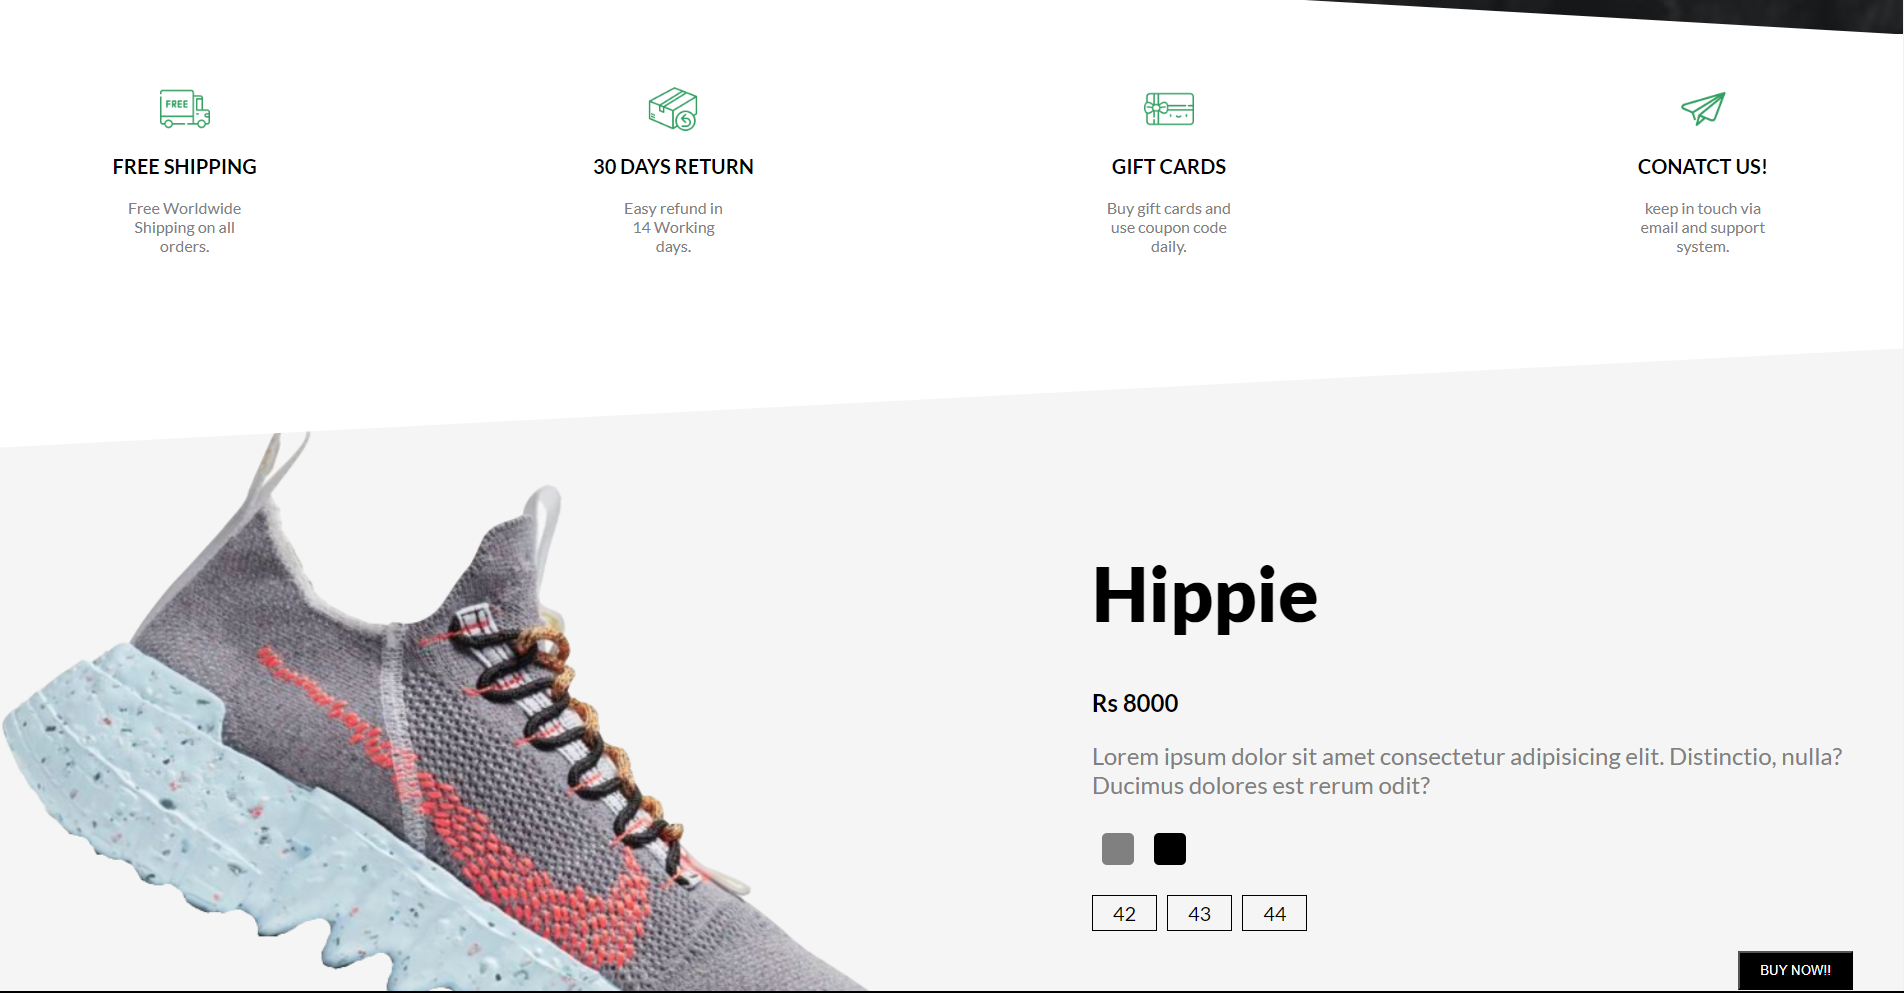 FREE
FREE SHIPPING
Free Worldwide
Shipping on all
orders.
30 DAYS RETURN
Easy refund in
14 Working
days.
GIFT CARDS
Buy gift cards and
use coupon code
daily.
CONATCT US!
keep in touch via
email and support
system.
Hippie
Rs 8000
Lorem ipsum dolor sit amet consectetur adipisicing elit. Distinctio, nulla?
Ducimus dolores est rerum odit?
42
43
44
BUY NOW!!